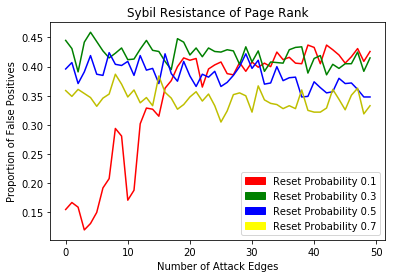 Sybil Resistance of Page Rank
Proportion of False Positives
0.45
0.40
0.35
0.30
0.25
0.20
0.15
Reset Probability 0.1
Reset Probability 0.3
Reset Probability 0.5
Reset Probability 0.7
0 10 20 30 40 50
Number of Attack Edges